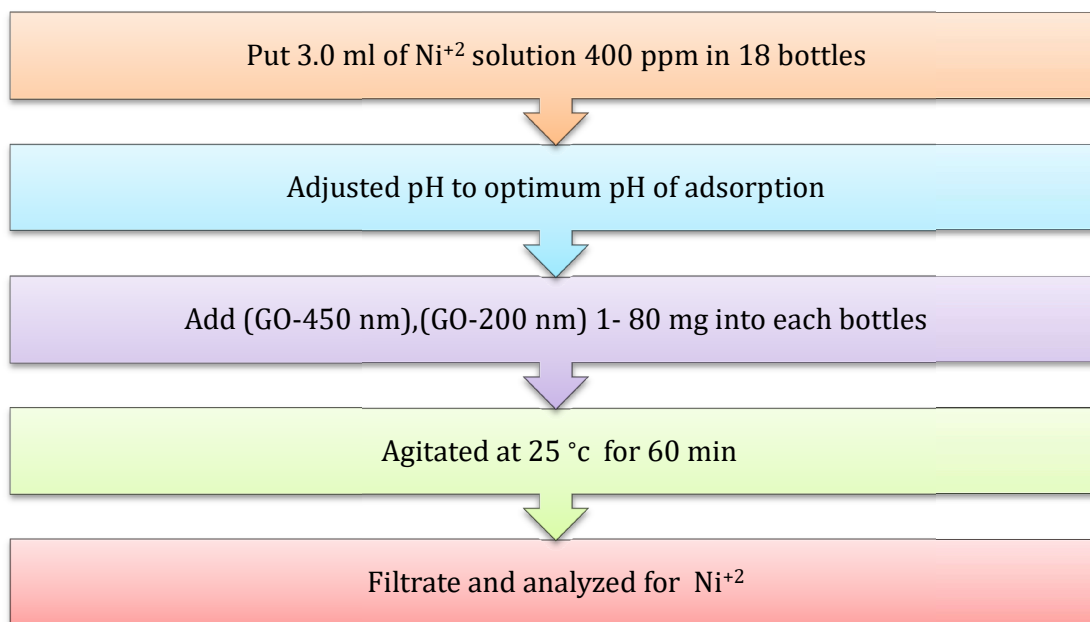 Put 3.0 ml of Ni⁺² solution 400 ppm in 18 bottles
Adjusted pH to optimum pH of adsorption
Add (GO-450 nm),(GO-200 nm) 1- 80 mg into each bottles
Agitated at 25 °c for 60 min
Filtrate and analyzed for Ni⁺²